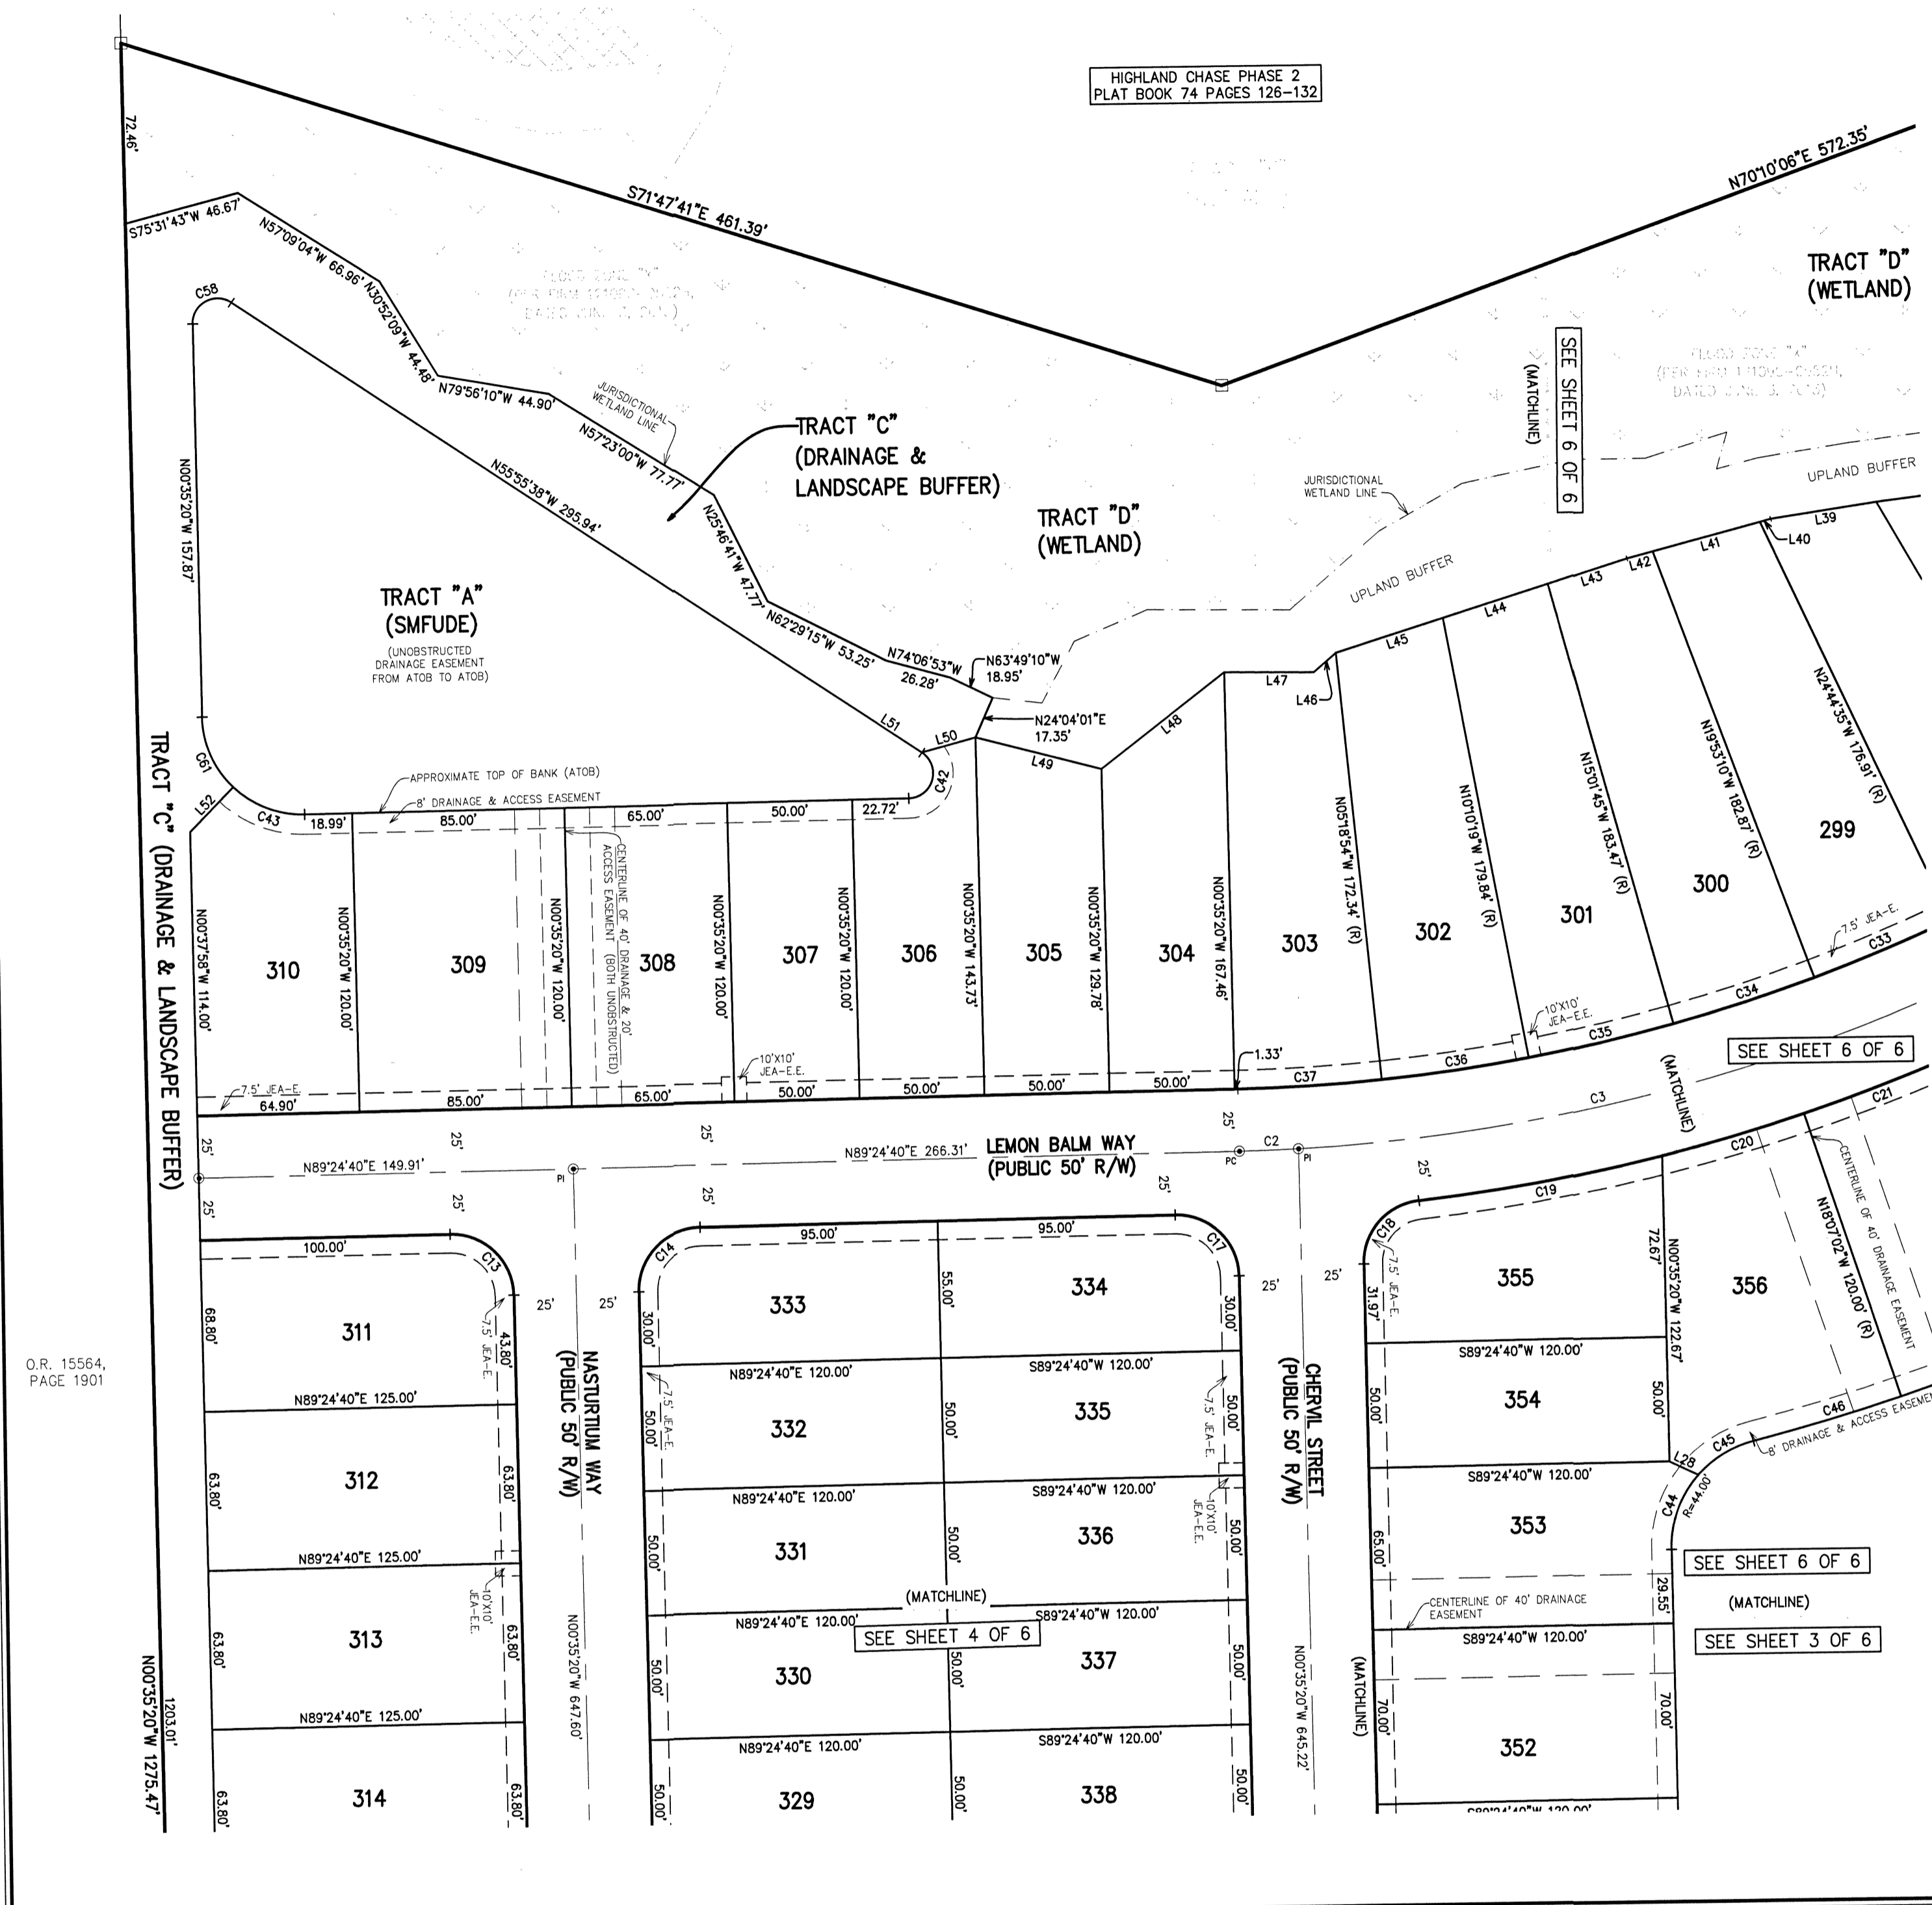 HIGHLAND CHASE PHASE 2
PLAT BOOK 74 PAGES 126-132
72.46'
S71°47'41"E 461.39'
N70°10'06"E 572.35'
S75°31'43"W 46.67'
N57°09'04"W 66.96'
N30°52'09"W 44.48'
N79°56'10"W 44.90'
N57°23'00"W 77.77'
N25°46'41"W 47.77'
N62°29'15"W 53.25'
N74°06'53"W
26.28'
N63°49'10"W
18.95'
N24°04'01"E
17.35'
JURISDICTIONAL
WETLAND LINE
TRACT "C"
(DRAINAGE &
LANDSCAPE BUFFER)
TRACT "D"
(WETLAND)
TRACT "D"
(WETLAND)
SEE SHEET 6 OF 6
(MATCHLINE)
JURISDICTIONAL
WETLAND LINE
UPLAND BUFFER
UPLAND BUFFER
C58
N00°35'20"W 157.87'
N55°55'38"W 295.94'
TRACT "A"
(SMFUDE)
(UNOBSTRUCTED
DRAINAGE EASEMENT
FROM ATOB TO ATOB)
C61
L52
C43
L51
L50
C42
L49
L48
L47
L46
L45
L44
L43
L42
L41
L40
L39
APPROXIMATE TOP OF BANK (ATOB)
8' DRAINAGE & ACCESS EASEMENT
18.99'
85.00'
65.00'
50.00'
22.72'
TRACT "C" (DRAINAGE & LANDSCAPE BUFFER)
N00°37'58"W 114.00'
310
N00°35'20"W 120.00'
309
N00°35'20"W 120.00'
CENTERLINE OF 40' DRAINAGE & 20'
ACCESS EASEMENT (BOTH UNOBSTRUCTED)
308
N00°35'20"W 120.00'
307
N00°35'20"W 120.00'
306
N00°35'20"W 143.73'
305
N00°35'20"W 129.78'
304
N00°35'20"W 167.46'
303
N05°18'54"W 172.34' (R)
302
N10°10'19"W 179.84' (R)
301
N15°01'45"W 183.47' (R)
300
N19°53'10"W 182.87' (R)
299
N24°44'35"W 176.91' (R)
7.5' JEA-E.
10'X10'
JEA-E.E.
10'X10'
JEA-E.E.
7.5' JEA-E.
64.90'
85.00'
65.00'
50.00'
50.00'
50.00'
50.00'
1.33'
C37
C36
C35
C34
C33
SEE SHEET 6 OF 6
(MATCHLINE)
25'
25'
25'
25'
N89°24'40"E 149.91'
PI
N89°24'40"E 266.31'
LEMON BALM WAY
(PUBLIC 50' R/W)
PC
C2
PI
C3
25'
25'
25'
25'
25'
100.00'
C13
C14
95.00'
95.00'
C17
C18
C19
C20
C21
25'
25'
25'
25'
68.80'
311
43.80'
7.5' JEA-E.
N89°24'40"E 125.00'
63.80'
312
63.80'
N89°24'40"E 125.00'
10'X10'
JEA-E.E.
63.80'
313
63.80'
N89°24'40"E 125.00'
63.80'
314
63.80'
O.R. 15564,
PAGE 1901
1203.01'
N00°35'20"W 1275.47'
NASTURTIUM WAY
(PUBLIC 50' R/W)
N00°35'20"W 647.60'
30.00'
333
55.00'
334
30.00'
N89°24'40"E 120.00'
S89°24'40"W 120.00'
7.5' JEA-E.
7.5' JEA-E.
50.00'
332
50.00'
335
50.00'
N89°24'40"E 120.00'
S89°24'40"W 120.00'
10'X10'
JEA-E.E.
50.00'
331
50.00'
336
50.00'
(MATCHLINE)
N89°24'40"E 120.00'
S89°24'40"W 120.00'
SEE SHEET 4 OF 6
50.00'
330
50.00'
337
50.00'
N89°24'40"E 120.00'
S89°24'40"W 120.00'
50.00'
329
50.00'
338
50.00'
CHERVIL STREET
(PUBLIC 50' R/W)
N00°35'20"W 645.22'
7.5' JEA-E.
31.97'
355
72.67'
N00°35'20"W 122.67'
356
N18°07'02"W 120.00' (R)
CENTERLINE OF 40' DRAINAGE EASEMENT
S89°24'40"W 120.00'
50.00'
354
50.00'
S89°24'40"W 120.00'
L28
C45
C46
8' DRAINAGE & ACCESS EASEME
C44
R=44.00'
65.00'
353
29.55'
SEE SHEET 6 OF 6
(MATCHLINE)
SEE SHEET 3 OF 6
CENTERLINE OF 40' DRAINAGE
EASEMENT
S89°24'40"W 120.00'
(MATCHLINE)
70.00'
352
70.00'